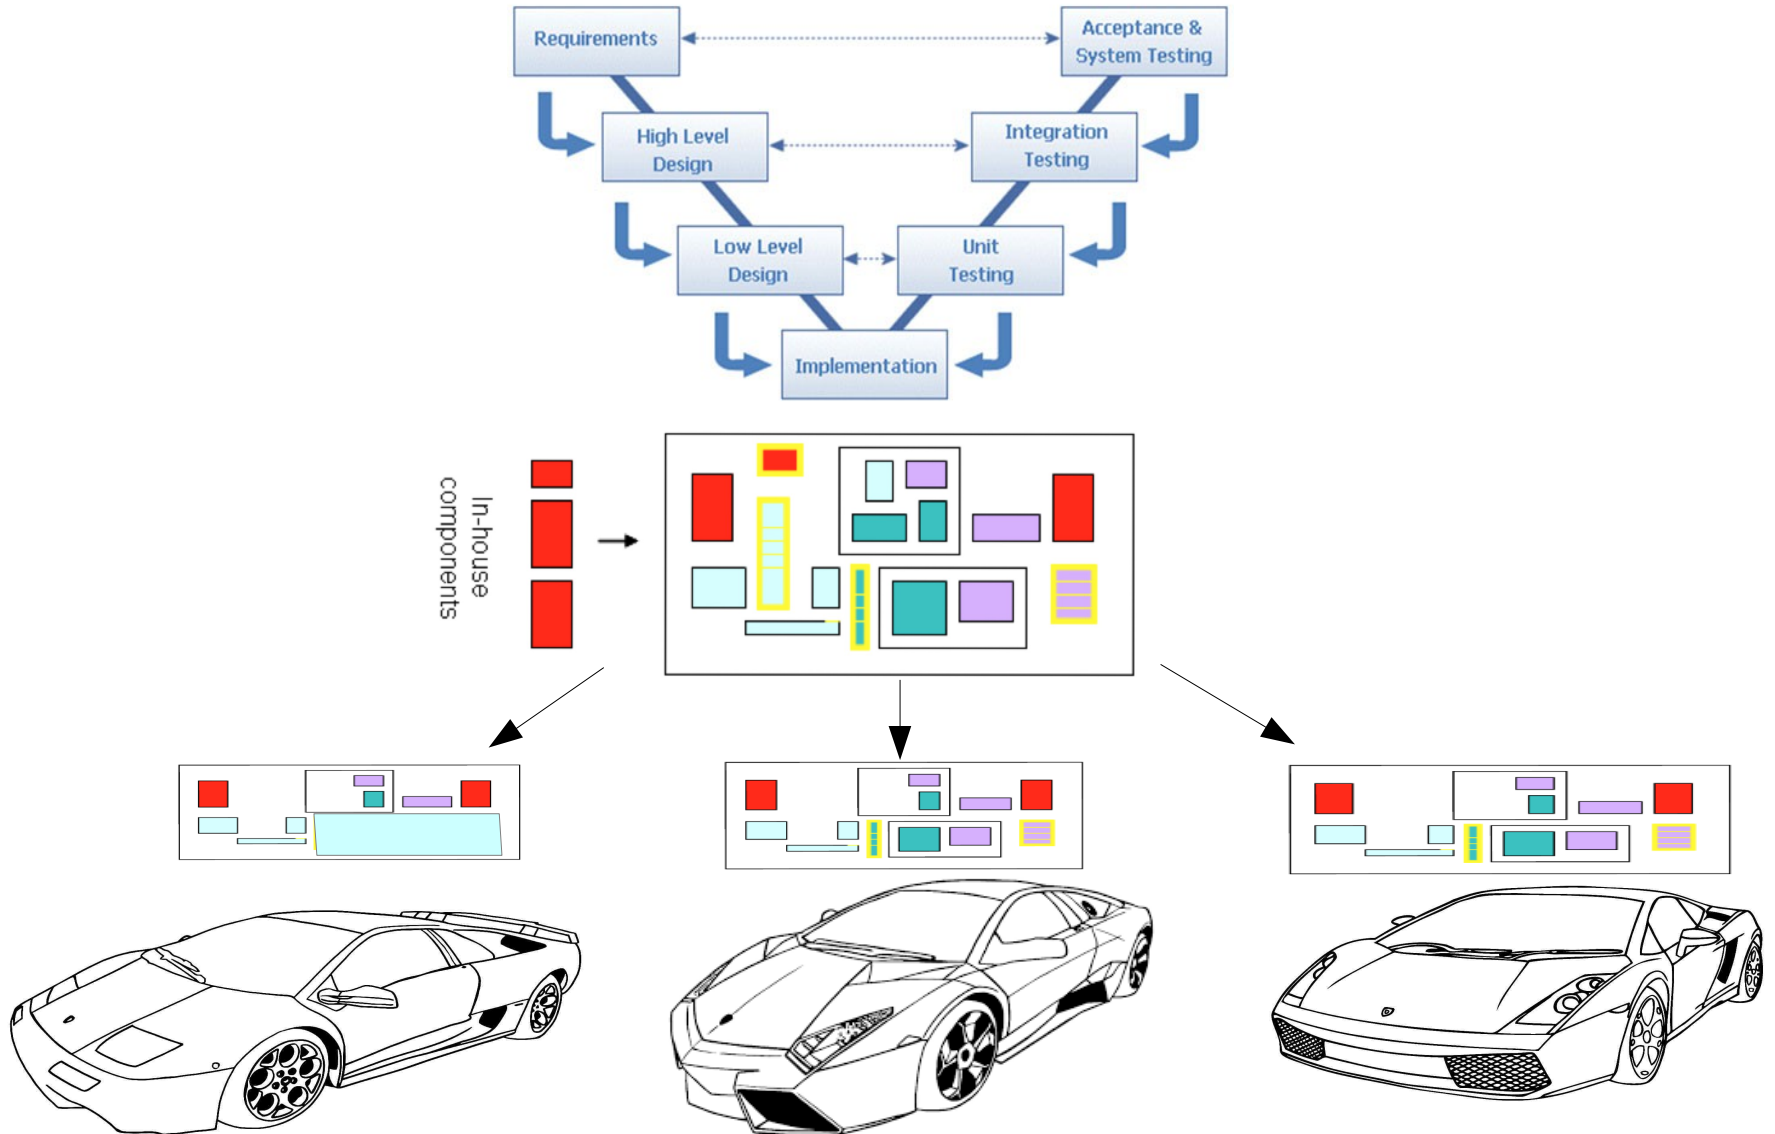 Requirements
Acceptance &
System Testing
High Level
Design
Integration
Testing
Low Level
Design
Unit
Testing
Implementation
In-house
components